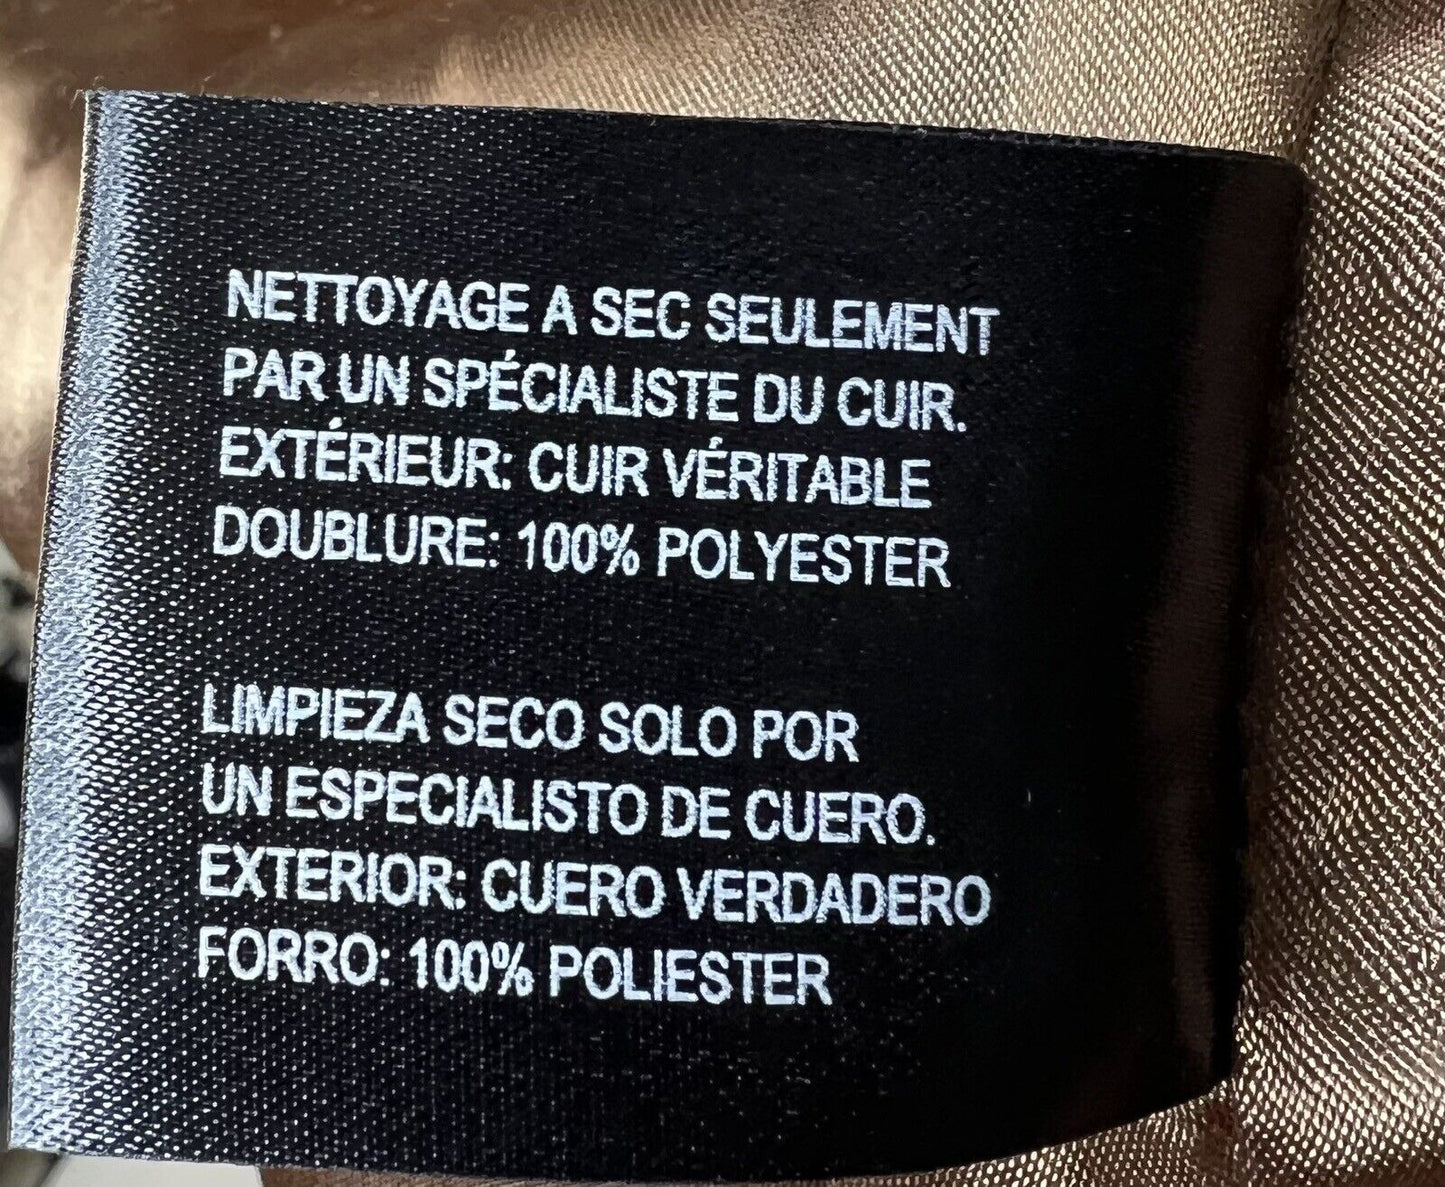 NETTOYAGE A SEC SEULEMENT
PAR UN SPÉCIALISTE DU CUIR.
EXTÉRIEUR: CUIR VÉRITABLE
DOUBLURE: 100% POLYESTER
LIMPIEZA SECO SOLO POR
UN ESPECIALISTO DE CUERO.
EXTERIOR: CUERO VERDADERO
FORRO: 100% POLIESTER